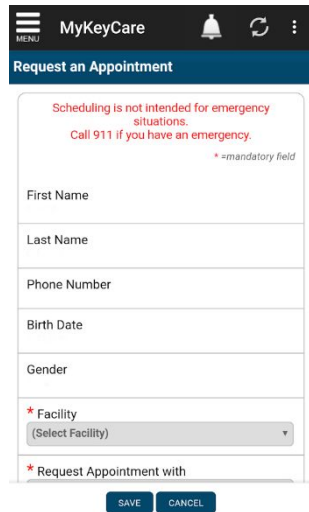 MENU
MyKeyCare
Request an Appointment
Scheduling is not intended for emergency
situations.
Call 911 if you have an emergency.
* =mandatory field
First Name
Last Name
Phone Number
Birth Date
Gender
* Facility
(Select Facility)
* Request Appointment with
SAVE CANCEL